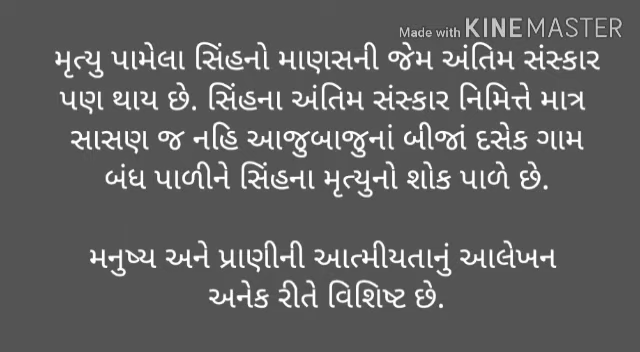 Made with KINEMASTER
મૃત્યુ પામેલા સિંહનો માણસની જેમ અંતિમ સંસ્કાર
પણ થાય છે. સિંહના અંતિમ સંસ્કાર નિમિત્તે માત્ર
સાસણ જ નહિ આજુબાજુનાં બીજાં દસેક ગામ
બંધ પાળીને સિંહના મૃત્યુનો શોક પાળે છે.
મનુષ્ય અને પ્રાણીની આત્મીયતાનું આલેખન
અનેક રીતે વિશિષ્ટ છે.